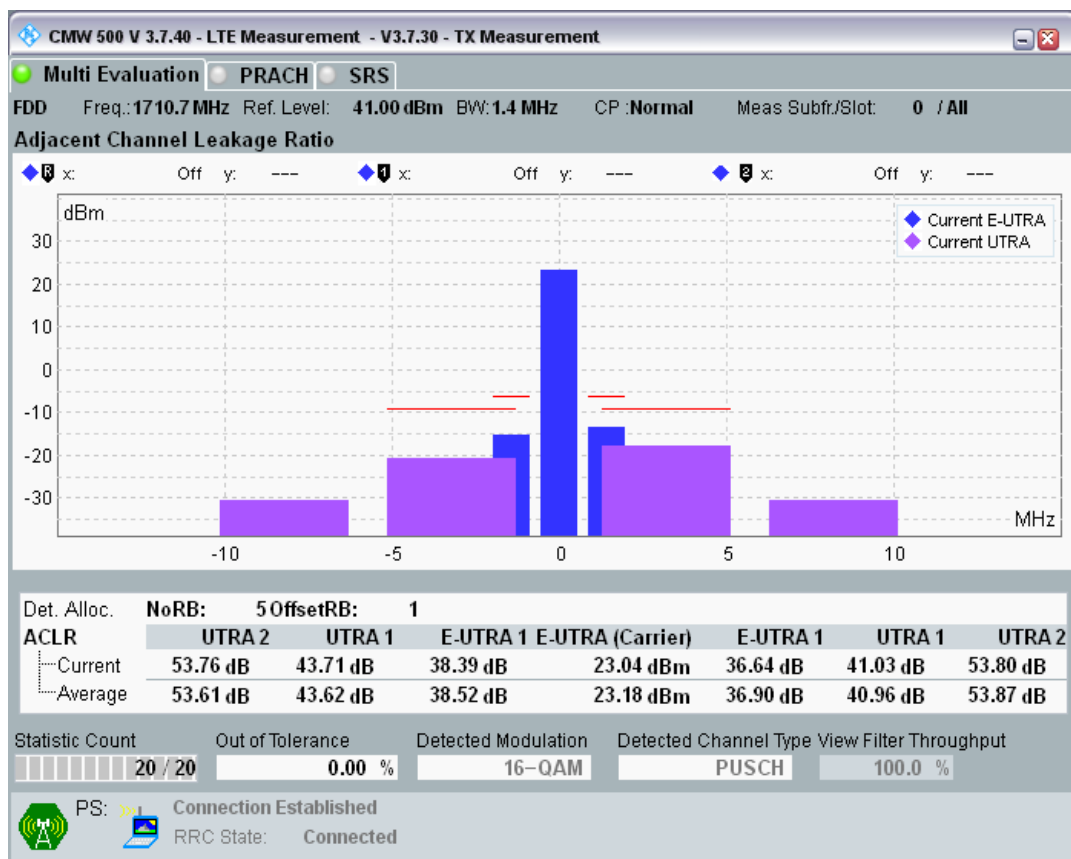 CMW 500 V 3.7.40 - LTE Measurement - V3.7.30 - TX Measurement
Multi Evaluation PRACH SRS
FDD Freq.: 1710.7 MHz Ref. Level: 41.00 dBm BW: 1.4 MHz CP : Normal Meas Subfr./Slot: 0 / All
Adjacent Channel Leakage Ratio
R x: Off y: --- 1 x: Off y: --- 2 x: Off y: ---
dBm
Current E-UTRA
Current UTRA
30
20
10
0
-10
-20
-30
MHz
-10 -5 0 5 10
Det. Alloc. NoRB: 5 OffsetRB: 1
ACLR UTRA 2 UTRA 1 E-UTRA 1 E-UTRA (Carrier) E-UTRA 1 UTRA 1 UTRA 2
Current 53.76 dB 43.71 dB 38.39 dB 23.04 dBm 36.64 dB 41.03 dB 53.80 dB
Average 53.61 dB 43.62 dB 38.52 dB 23.18 dBm 36.90 dB 40.96 dB 53.87 dB
Statistic Count Out of Tolerance Detected Modulation Detected Channel Type View Filter Throughput
20 / 20 0.00 % 16-QAM PUSCH 100.0 %
PS: Connection Established
RRC State: Connected